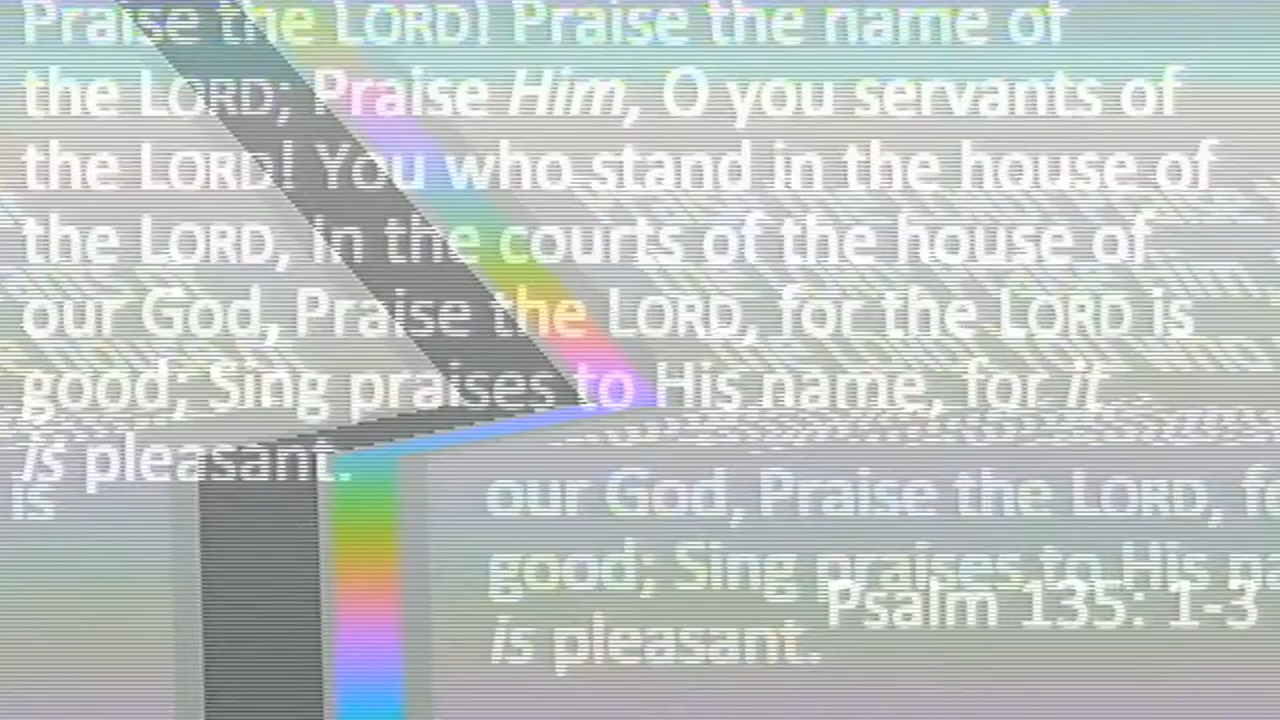 Praise the LORD! Praise the name of
the LORD; Praise Him, O you servants of
the LORD! You who stand in the house of
the LORD, In the courts of the house of
our God, Praise the LORD, for the LORD is
good; Sing praises to His name, for it
is pleasant.
is
our God, Praise the LORD,
good; Sing praises to His
is pleasant.
Psalm 135: 1-3